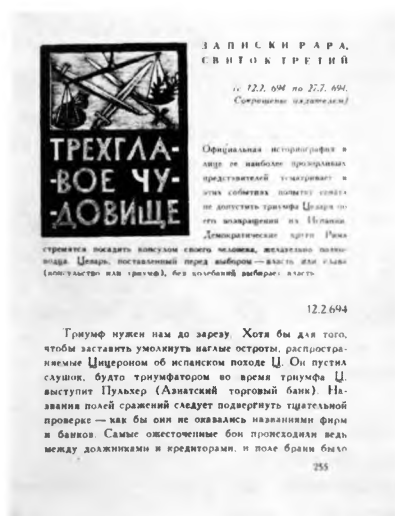 ЗАПИСКИ РАРА,
СВИТОК ТРЕТИЙ
(с 12.2. 694 по 27.7. 694.
Сокращены издателем)
ТРЕХГЛА-
ВОЕ ЧУ-
ДОВИЩЕ
Официальная историография в
лице ее наиболее прозорливых
представителей усматривает в
этих событиях попытку сената
не допустить триумфа Цезаря по
его возвращении из Испании.
Демократические круги Рима
стремятся посадить консулом своего человека, желательно полко-
водца. Цезарь, поставленный перед выбором — власть или слава
(консульство или триумф), без колебаний выбирает власть.
12.2.694
Триумф нужен нам до зарезу. Хотя бы для того,
чтобы заставить умолкнуть наглые остроты, распростра-
няемые Цицероном об испанском походе Ц. Он пустил
слушок, будто триумфатором во время триумфа Ц.
выступит Пульхер (Азиатский торговый банк). На-
звания полей сражений следует подвергнуть тщательной
проверке — как бы они не оказались названиями фирм
и банков. Самые ожесточенные бои происходили ведь
между должниками и кредиторами, и поле брани было
255